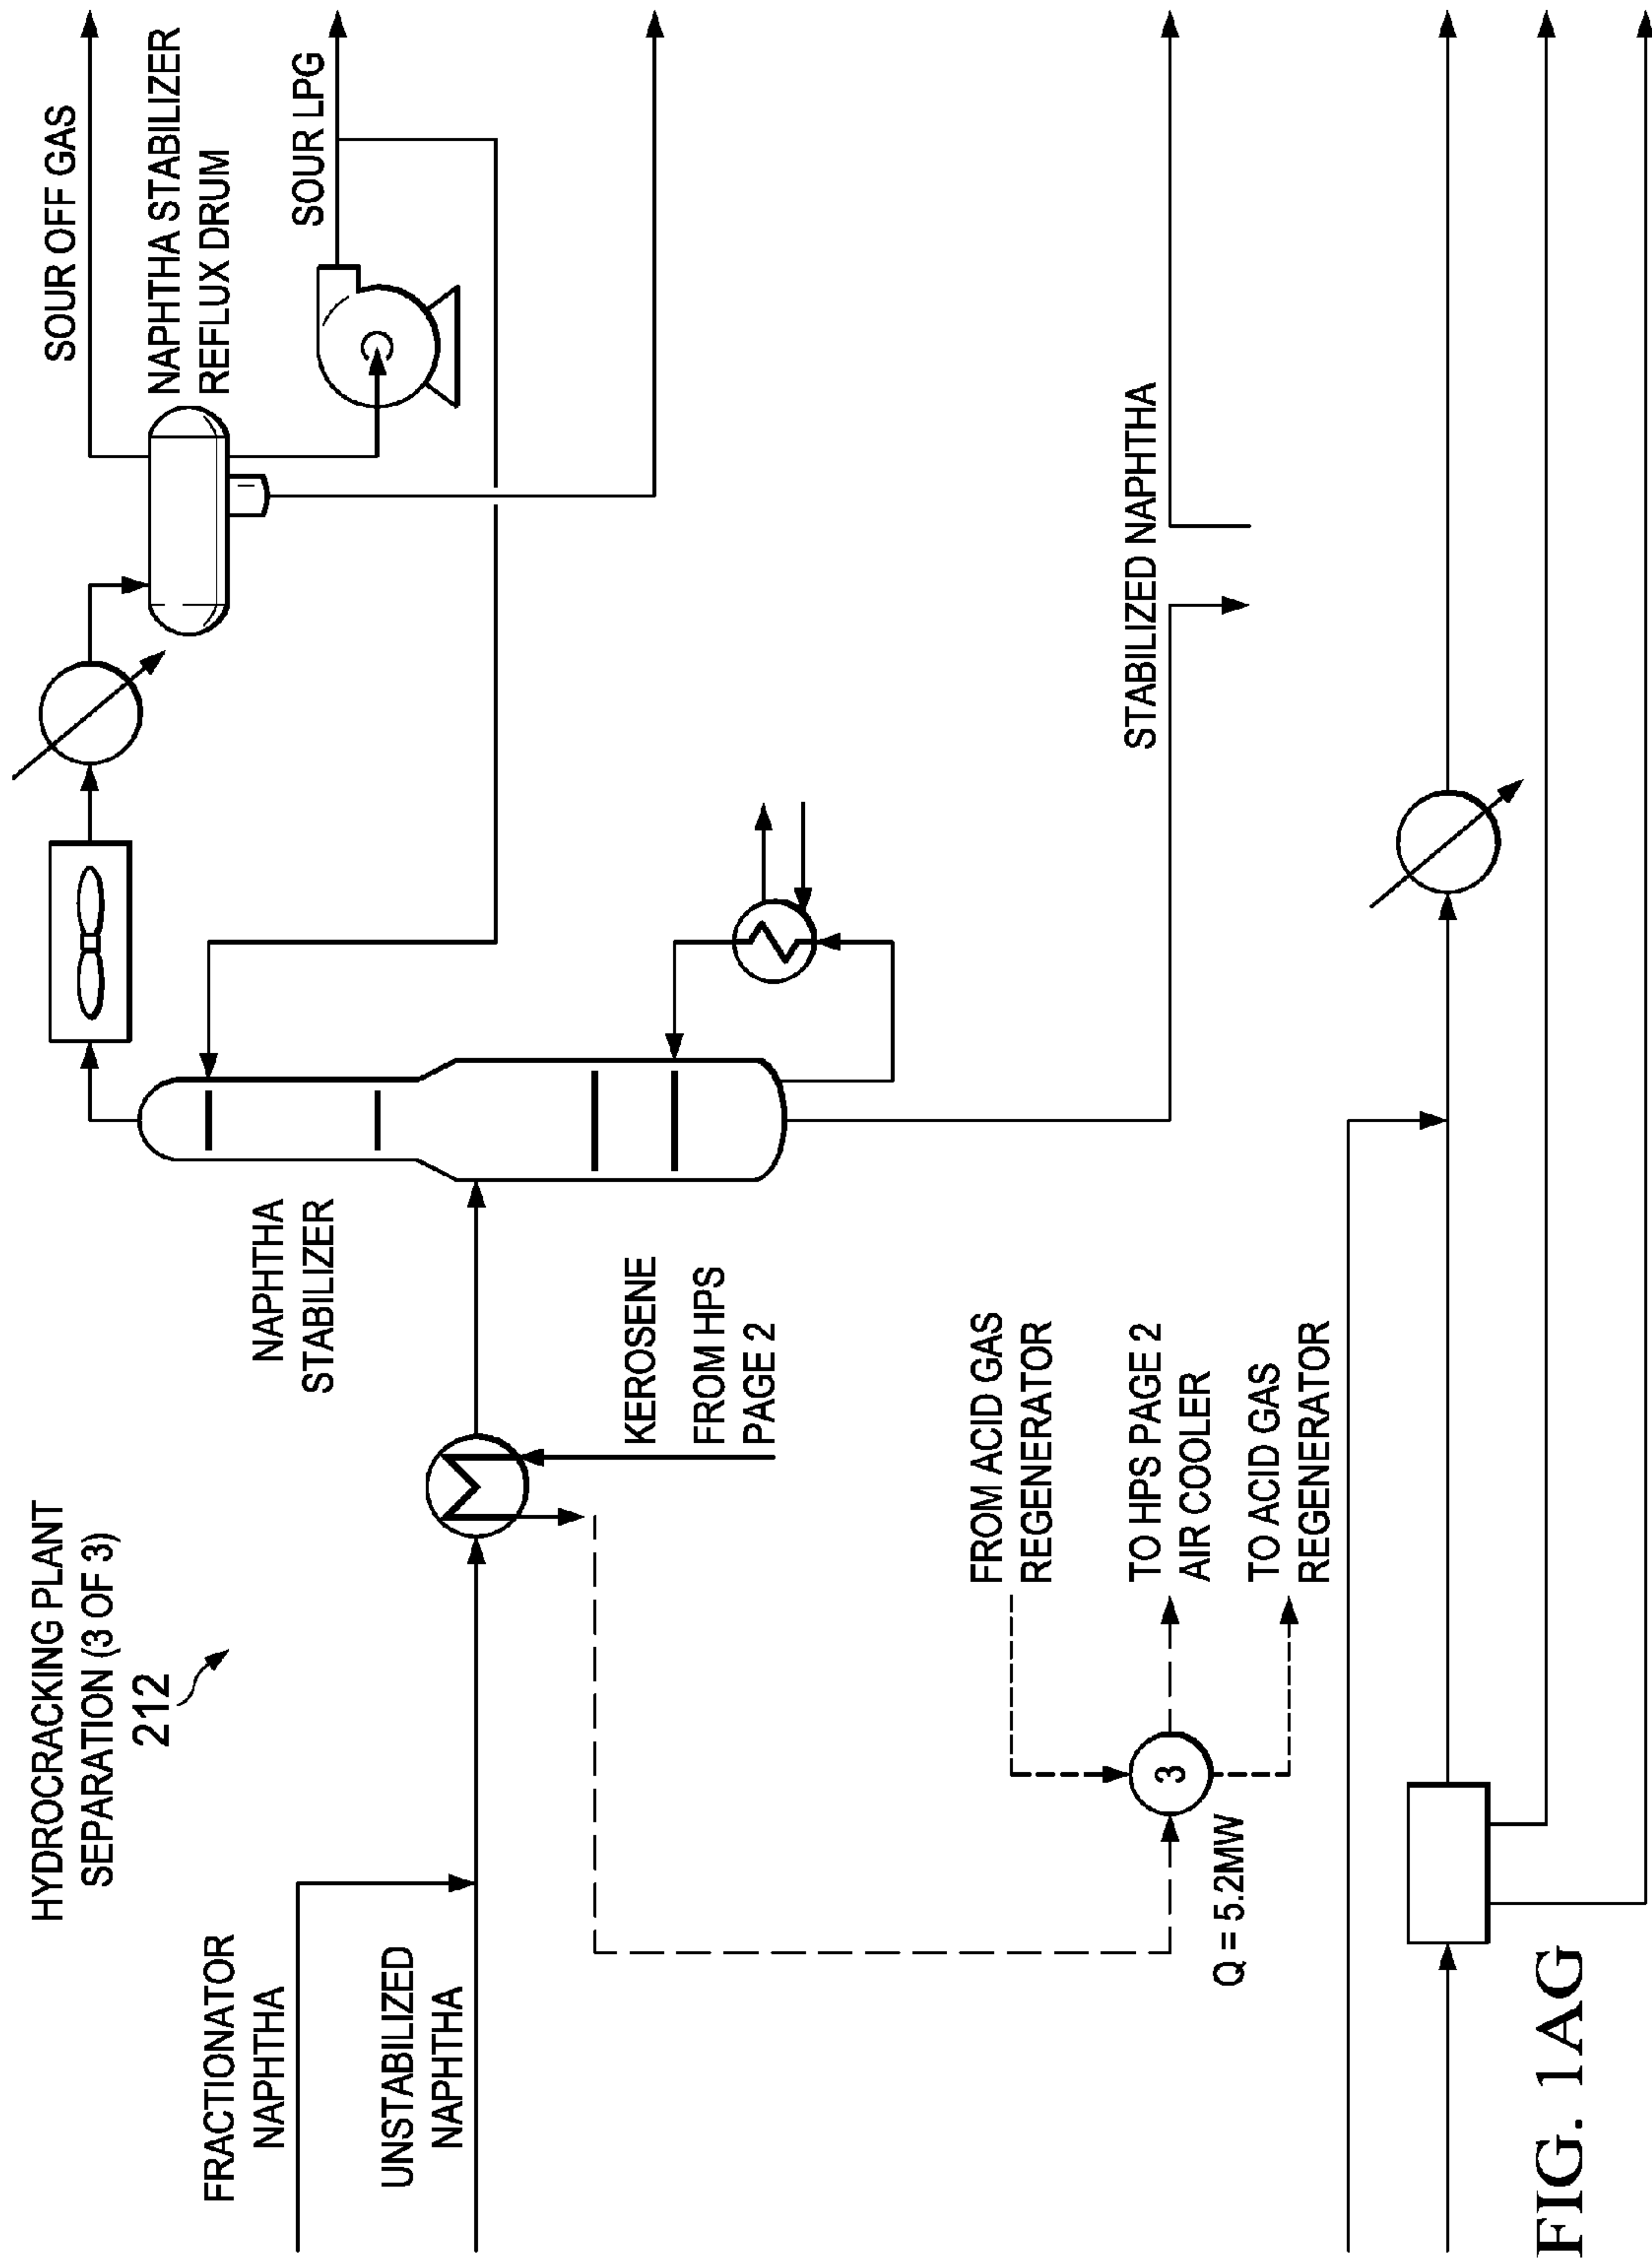 HYDROCRACKING PLANT
SEPARATION (3 OF 3)
212
FRACTIONATOR
NAPHTHA
UNSTABILIZED
NAPHTHA
NAPHTHA
STABILIZER
KEROSENE
FROM HPS
PAGE 2
SOUR OFF GAS
NAPHTHA STABILIZER
REFLUX DRUM
SOUR LPG
FROM ACID GAS
REGENERATOR
TO HPS PAGE 2
AIR COOLER
TO ACID GAS
REGENERATOR
3
Q = 5.2MW
STABILIZED NAPHTHA
FIG. 1AG